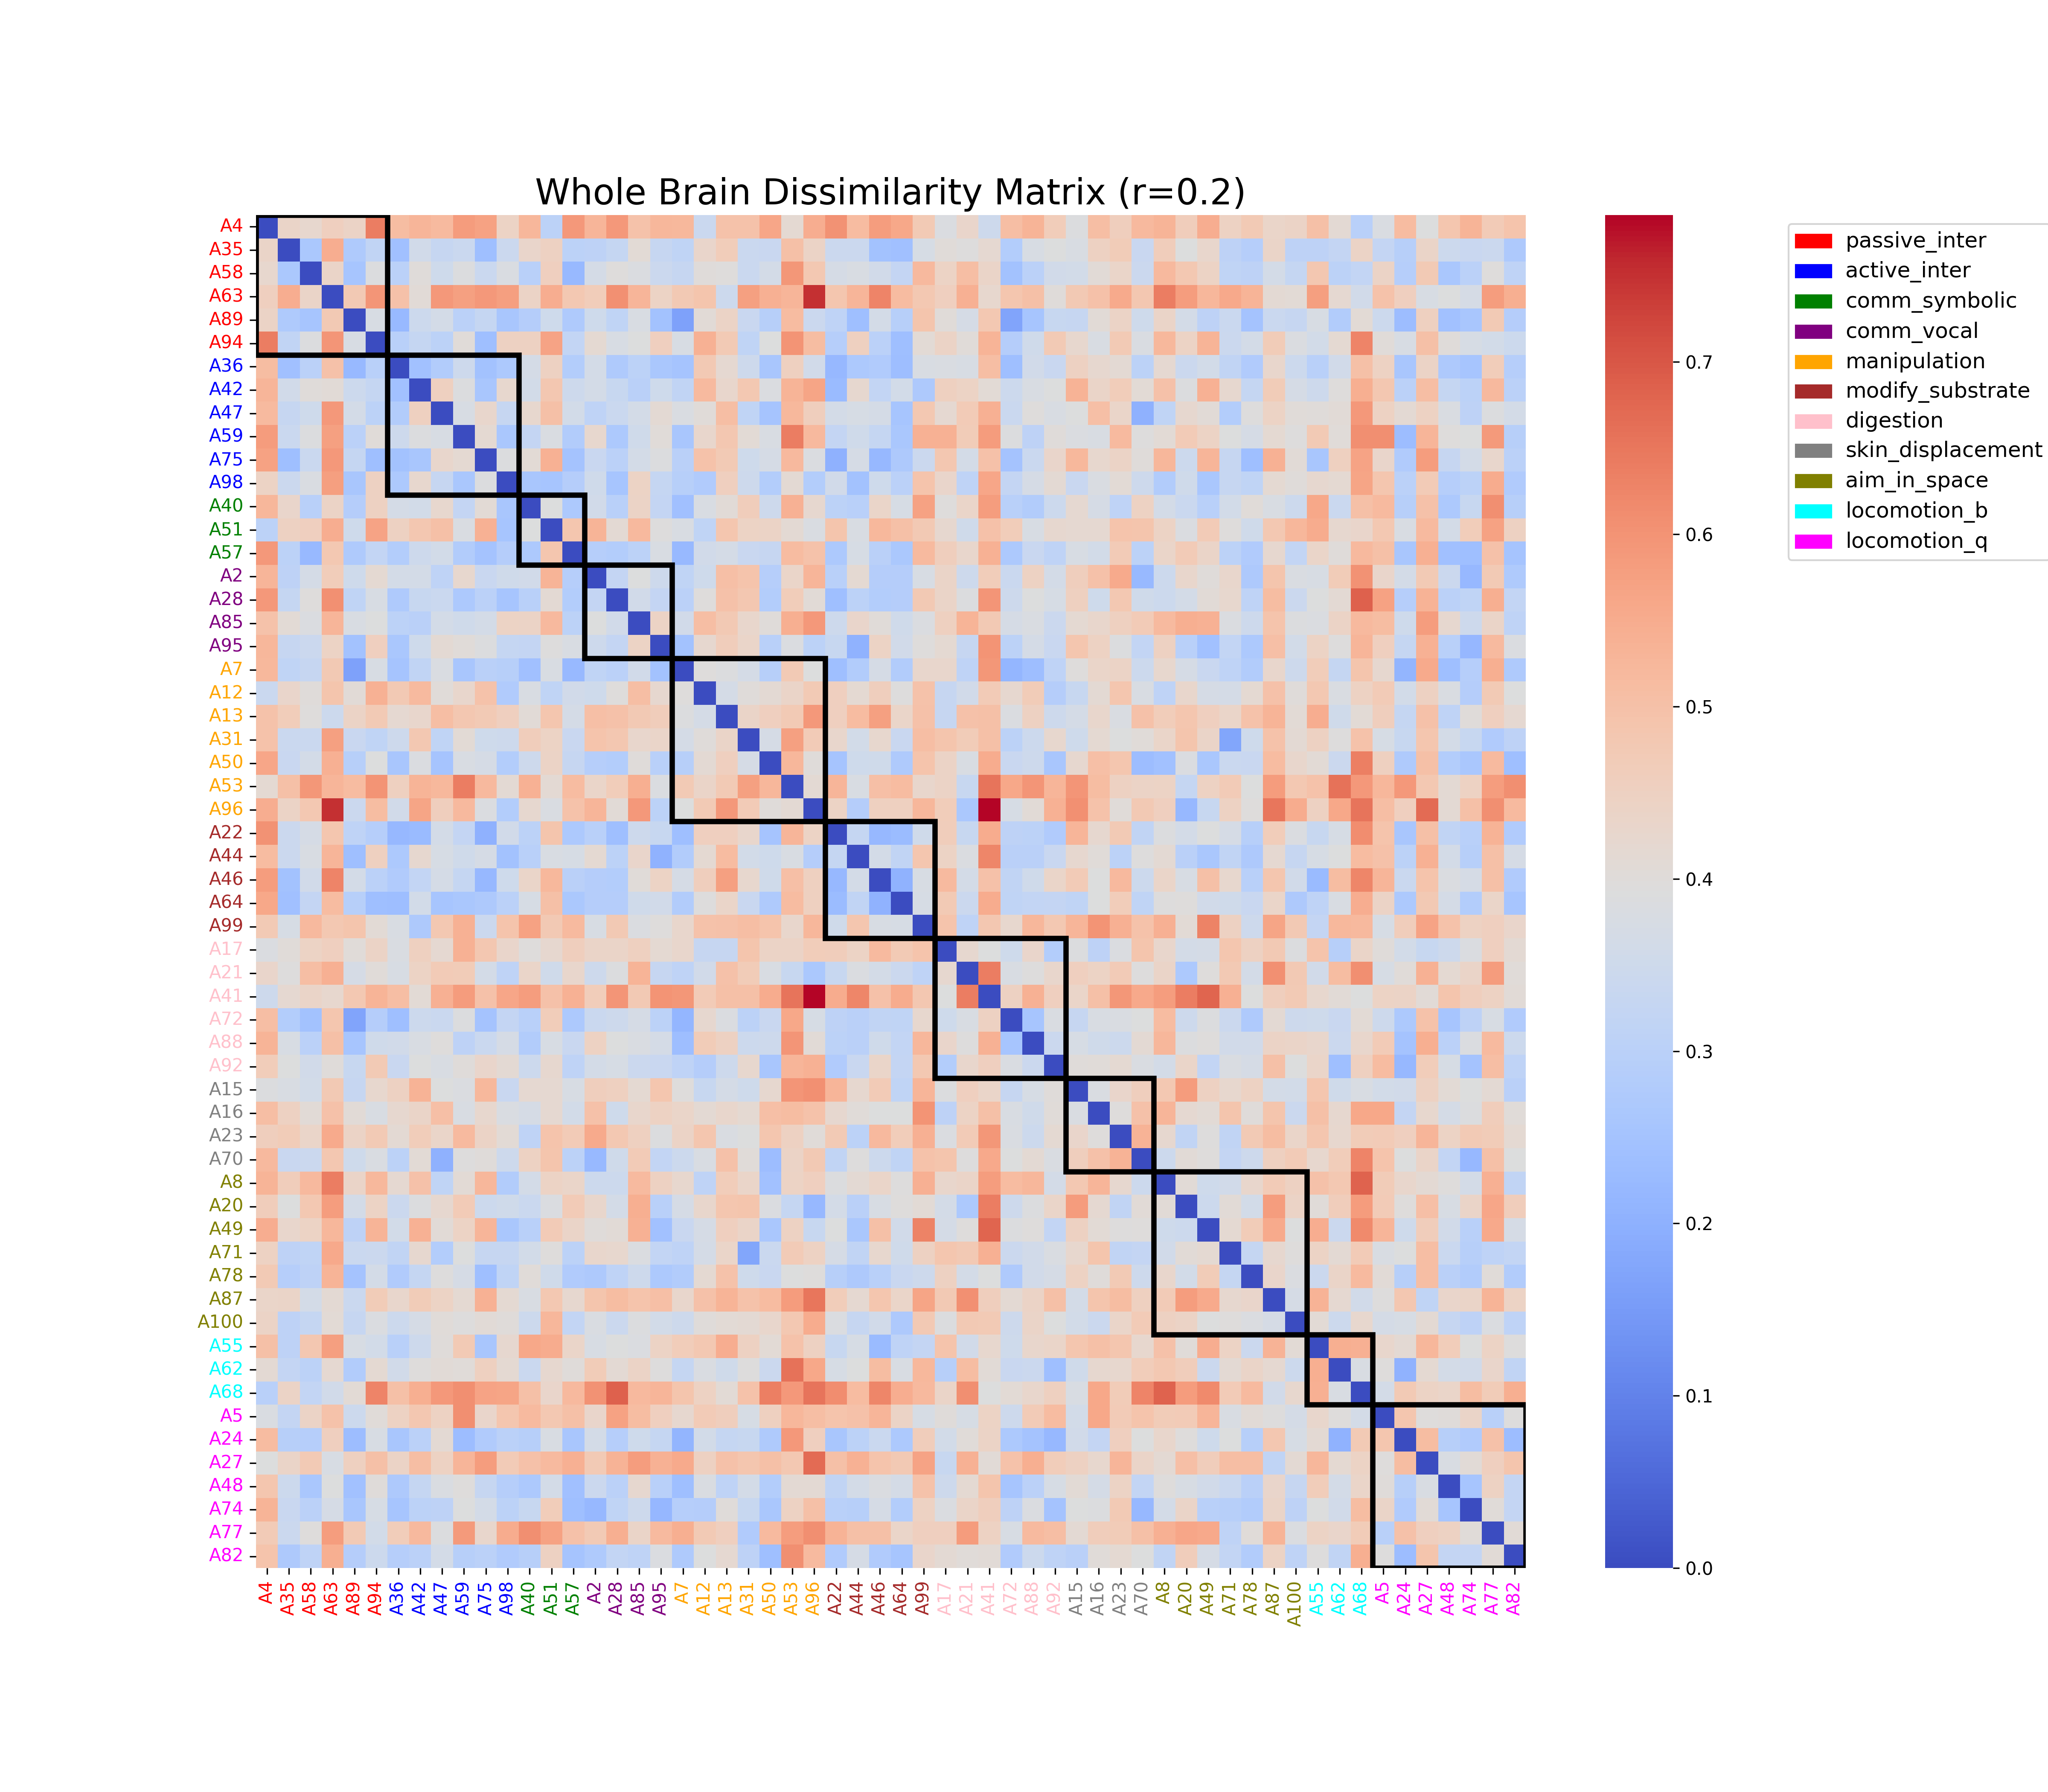 Whole Brain Dissimilarity Matrix (r=0.2)
A4
A35
A58
A63
A89
A94
A36
A42
A47
A59
A75
A98
A40
A51
A57
A2
A28
A85
A95
A7
A12
A13
A31
A50
A53
A96
A22
A44
A46
A64
A99
A17
A21
A41
A72
A88
A92
A15
A16
A23
A70
A8
A20
A49
A71
A78
A87
A100
A55
A62
A68
A5
A24
A27
A48
A74
A77
A82
A4 A35 A58 A63 A89 A94 A36 A42 A47 A59 A75 A98 A40 A51 A57 A2 A28 A85 A95 A7 A12 A13 A31 A50 A53 A96 A22 A44 A46 A64 A99 A17 A21 A41 A72 A88 A92 A15 A16 A23 A70 A8 A20 A49 A71 A78 A87 A100 A55 A62 A68 A5 A24 A27 A48 A74 A77 A82
0.7
0.6
0.5
0.4
0.3
0.2
0.1
0.0
passive_inter
active_inter
comm_symbolic
comm_vocal
manipulation
modify_substrate
digestion
skin_displacement
aim_in_space
locomotion_b
locomotion_q